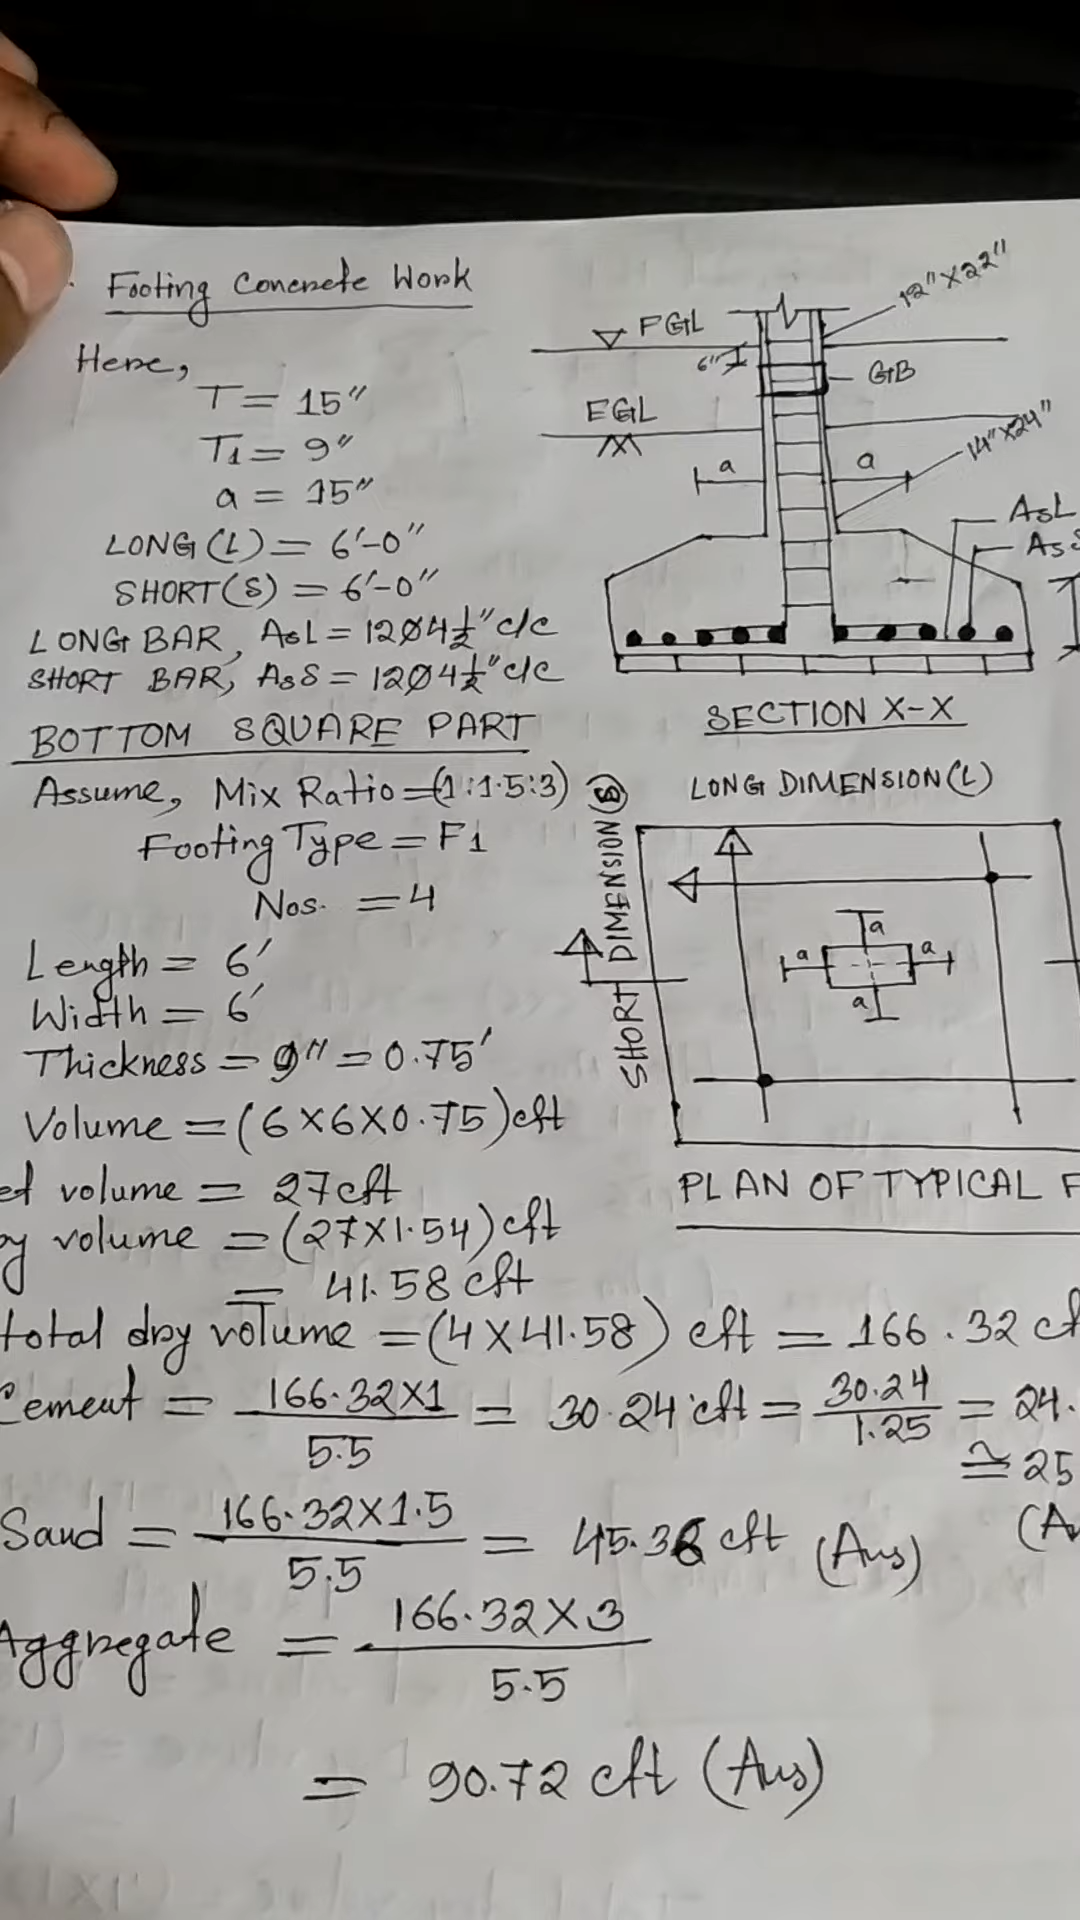 Footing Concrete Work
Here,
T = 15"
T1 = 9"
a = 15"
LONG (L) = 6'-0"
SHORT (S) = 6'-0"
LONG BAR, AsL = 12Ø4½" c/c
SHORT BAR, AsS = 12Ø4½" c/c
BOTTOM SQUARE PART
Assume, Mix Ratio = (1:1.5:3)
Footing Type = F1
Nos. = 4
Length = 6'
Width = 6'
Thickness = 9" = 0.75'
Volume = (6×6×0.75) cft
et volume = 27 cft
y volume = (27×1.54) cft
= 41.58 cft
total dry volume = (4×41.58) cft = 166.32 cf
Cement = 166.32×1 / 5.5 = 30.24 cft = 30.24 / 1.25 = 24.
≅ 25
(A
Sand = 166.32×1.5 / 5.5 = 45.36 cft (Ans)
Aggregate = 166.32×3 / 5.5
= 90.72 cft (Ans)
12"×22"
FGL
6"
GB
EGL
14"×24"
a a
AsL
As
SECTION X-X
LONG DIMENSION (L)
SHORT DIMENSION (S)
a
a a
a
PLAN OF TYPICAL F